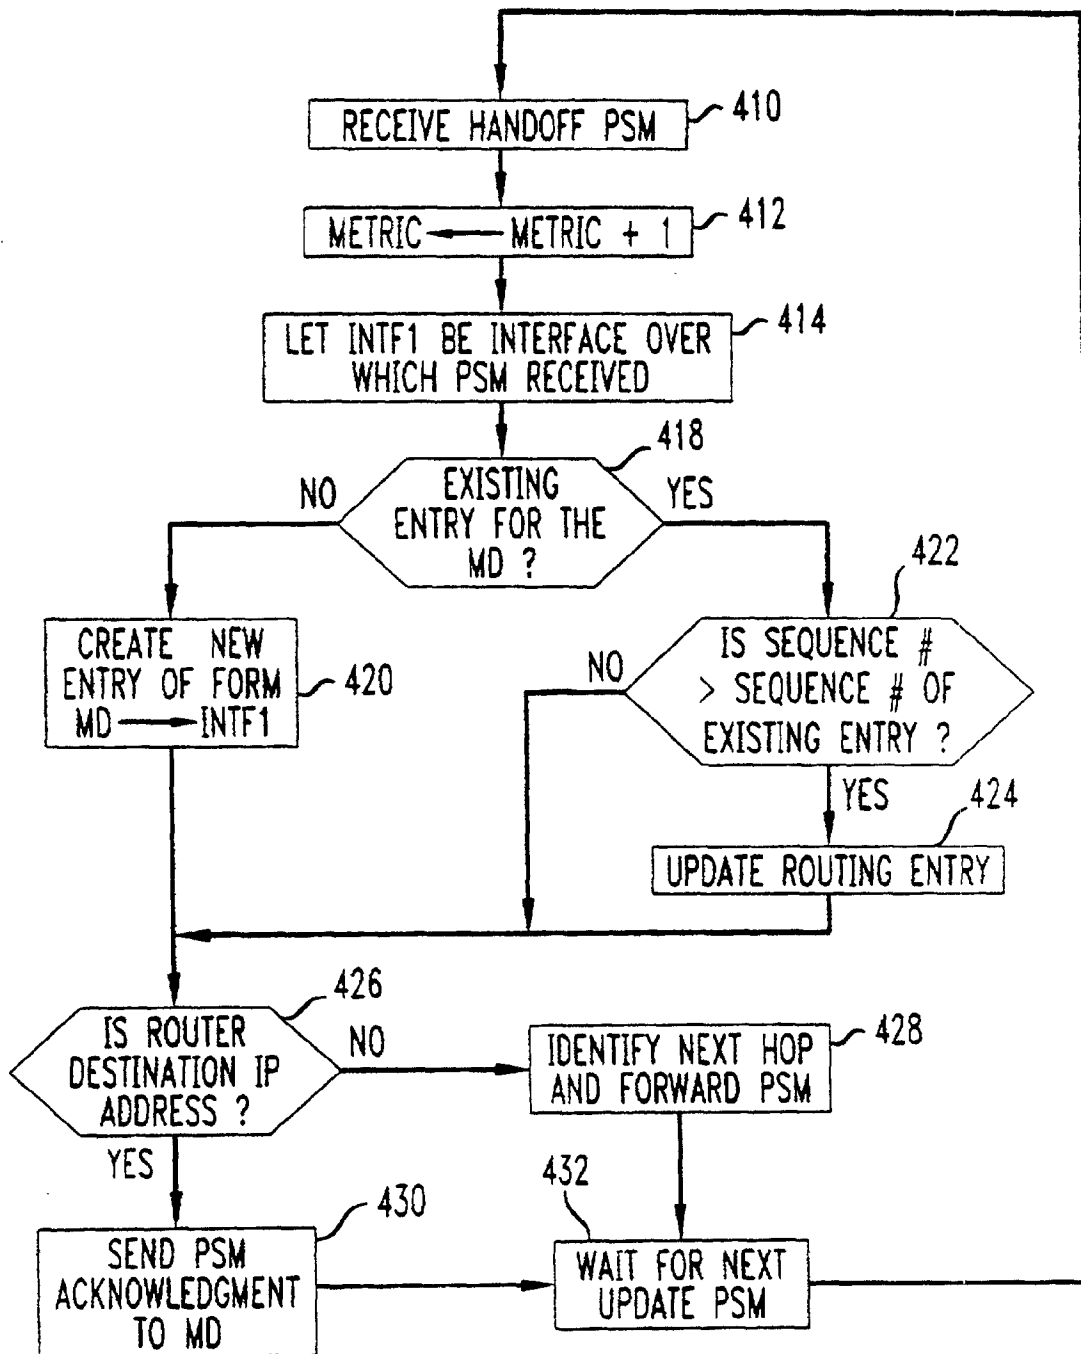 RECEIVE HANDOFF PSM
410
METRIC ← METRIC + 1
412
LET INTF1 BE INTERFACE OVER
WHICH PSM RECEIVED
414
418
EXISTING
ENTRY FOR THE
MD ?
NO
YES
422
CREATE NEW
ENTRY OF FORM
MD → INTF1
420
IS SEQUENCE #
> SEQUENCE # OF
EXISTING ENTRY ?
NO
YES
424
UPDATE ROUTING ENTRY
426
IS ROUTER
DESTINATION IP
ADDRESS ?
NO
YES
IDENTIFY NEXT HOP
AND FORWARD PSM
428
430
SEND PSM
ACKNOWLEDGMENT
TO MD
432
WAIT FOR NEXT
UPDATE PSM